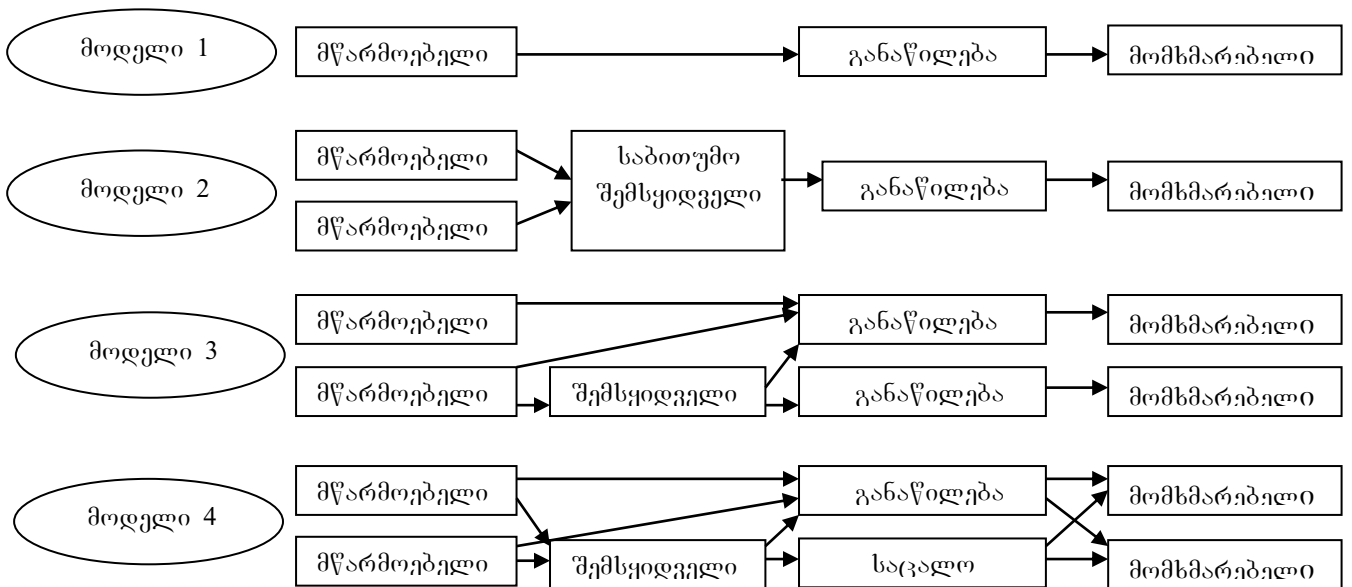 მოდელი 1
მწარმოებელი
განაწილება
მომხმარებელი
მოდელი 2
მწარმოებელი
მწარმოებელი
საბითუმო
შემსყიდველი
განაწილება
მომხმარებელი
მოდელი 3
მწარმოებელი
განაწილება
მომხმარებელი
მწარმოებელი
შემსყიდველი
განაწილება
მომხმარებელი
მოდელი 4
მწარმოებელი
განაწილება
მომხმარებელი
მწარმოებელი
შემსყიდველი
საცალო
მომხმარებელი